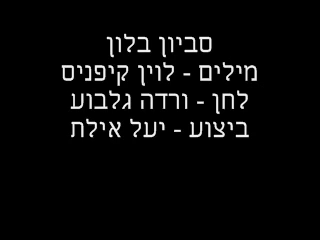 סביון בלון
מילים - לוין קיפניס
לחן - ורדה גלבוע
ביצוע - יעל אילת